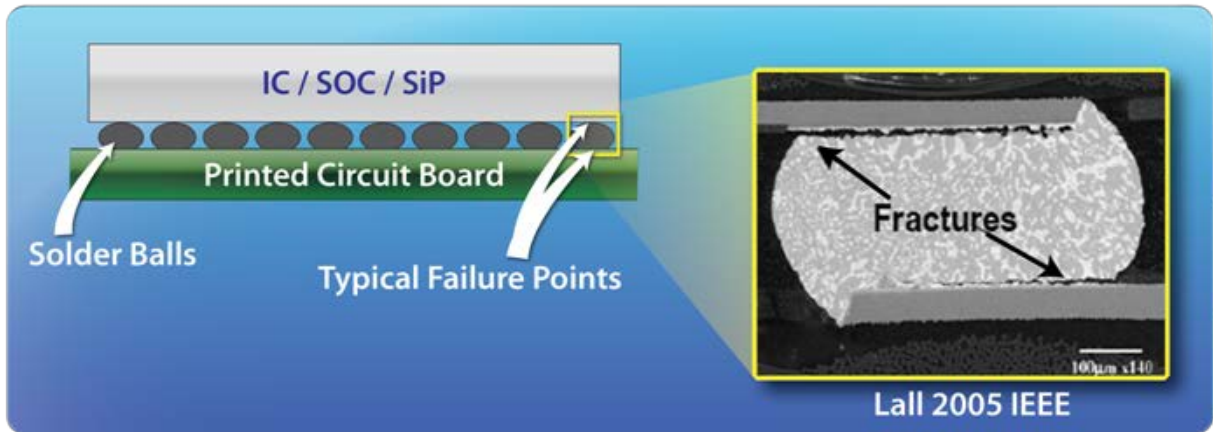 IC / SOC / SiP
Printed Circuit Board
Solder Balls
Typical Failure Points
Fractures
100µm x140
Lall 2005 IEEE